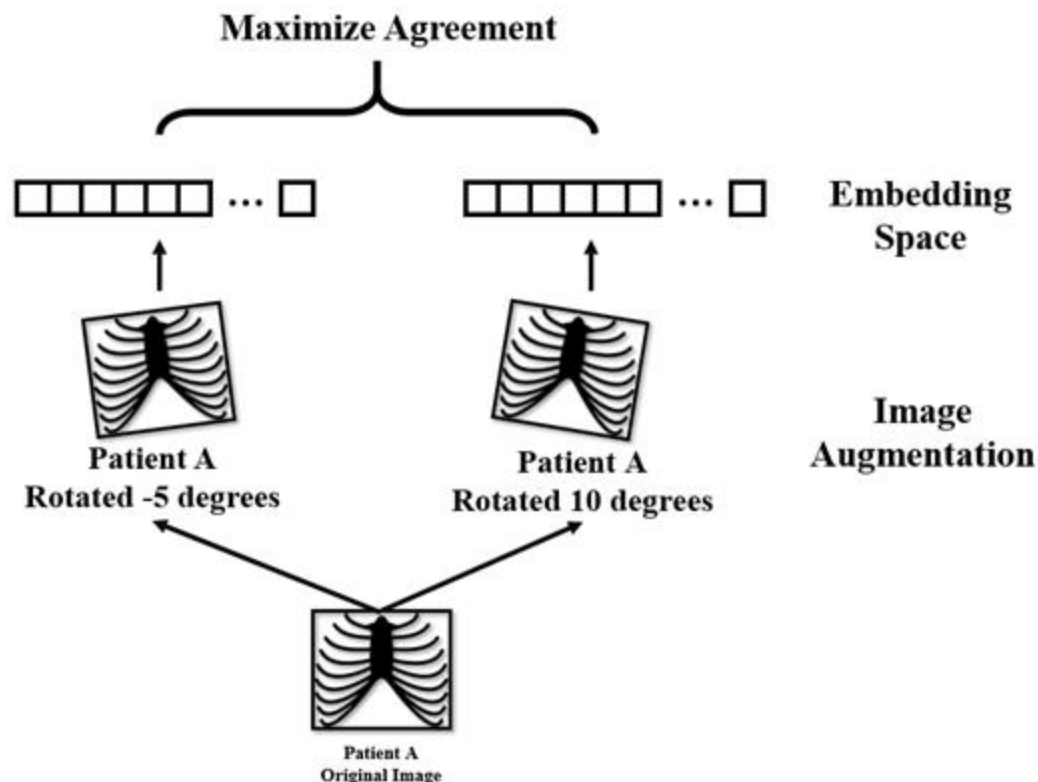 Maximize Agreement
...
...
Embedding
Space
Patient A
Rotated -5 degrees
Patient A
Rotated 10 degrees
Image
Augmentation
Patient A
Original Image